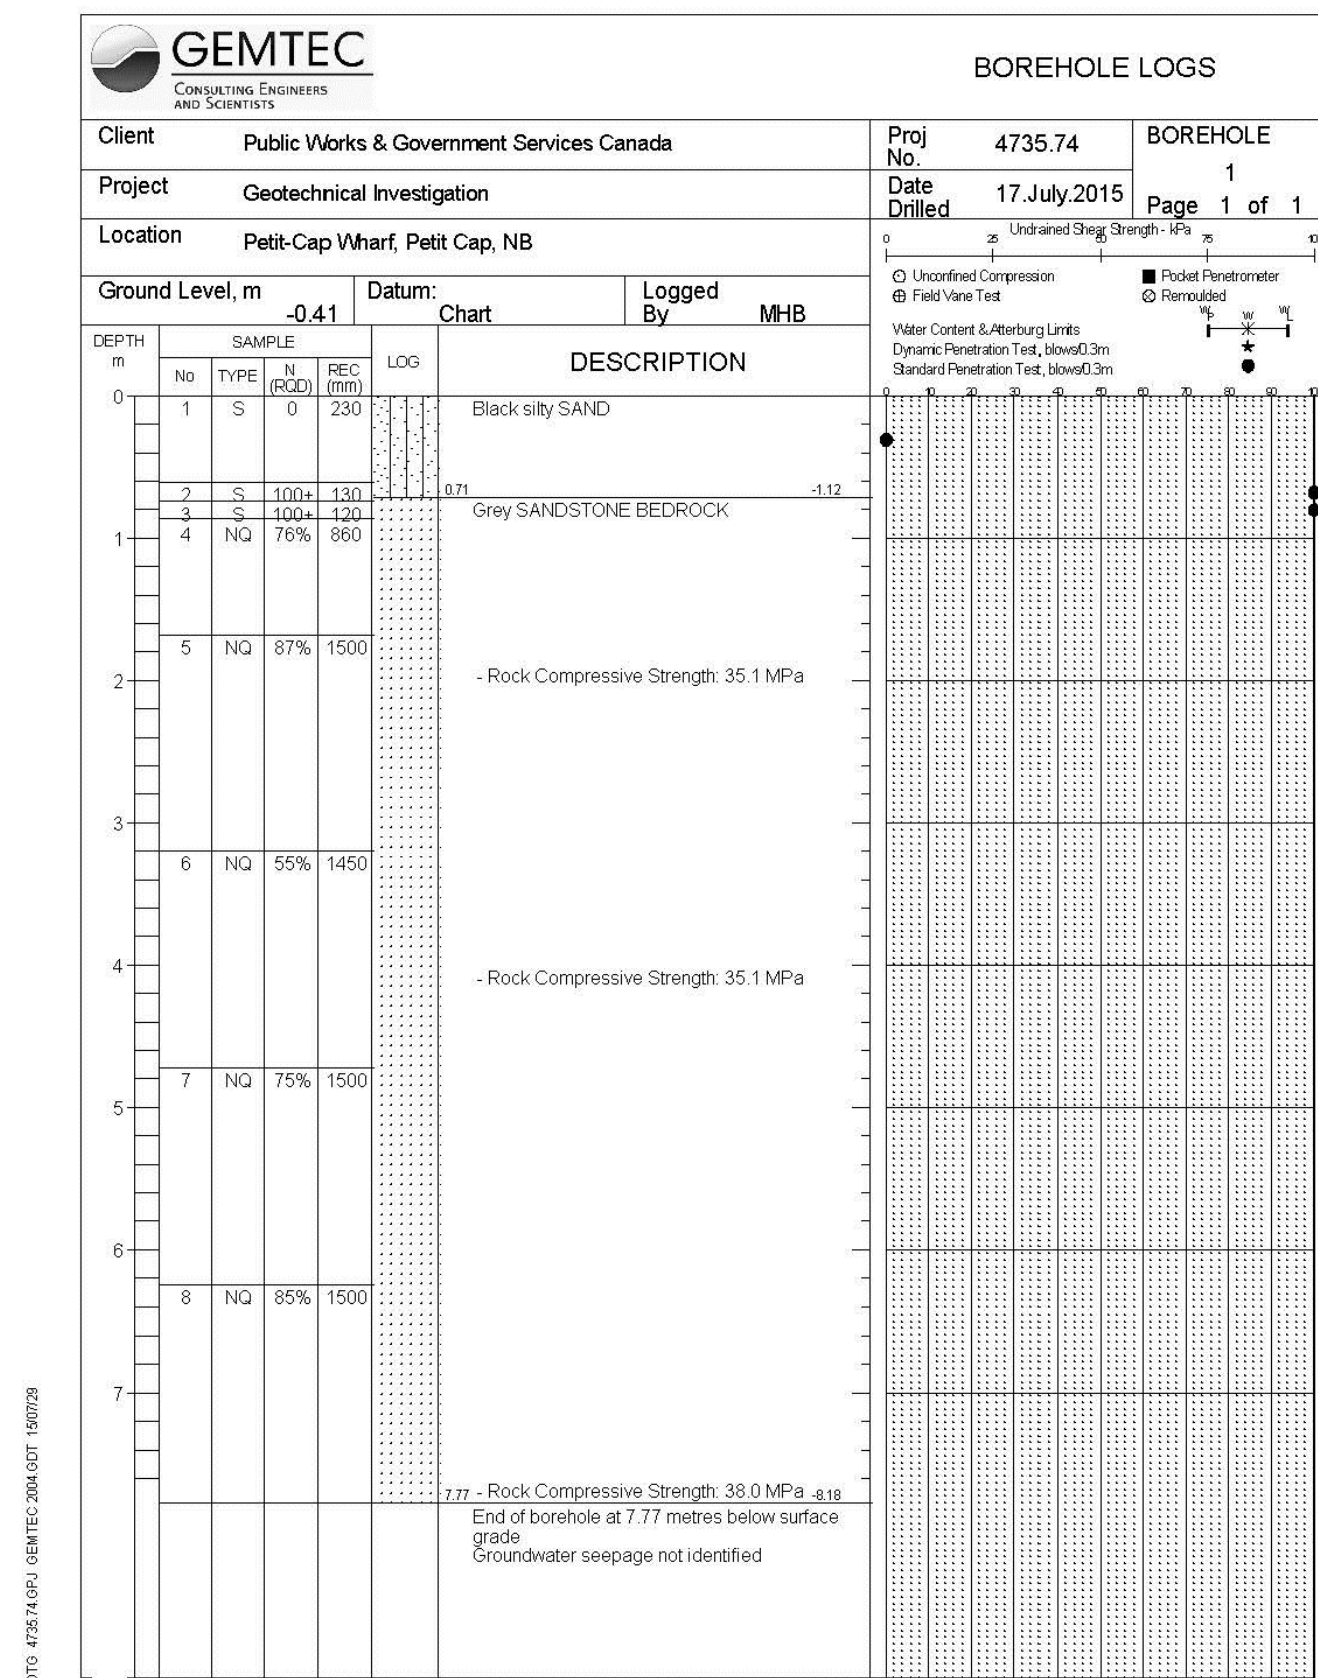 GEMTEC
CONSULTING ENGINEERS
AND SCIENTISTS
BOREHOLE LOGS
Client Public Works & Government Services Canada
Proj No. 4735.74
BOREHOLE
1
Page 1 of 1
Project Geotechnical Investigation
Date Drilled 17.July.2015
Location Petit-Cap Wharf, Petit Cap, NB
Undrained Shear Strength - kPa
0 25 50 75
Unconfined Compression
Pocket Penetrometer
Field Vane Test
Remoulded
Ground Level, m -0.41
Datum: Chart
Logged By MHB
Water Content & Atterburg Limits
Wp W WL
Dynamic Penetration Test, blows/0.3m
Standard Penetration Test, blows/0.3m
0 10 20 30 40 50 60 70 80 90
DEPTH m
SAMPLE
No TYPE N (RQD) REC (mm)
LOG
DESCRIPTION
0
1 S 0 230 Black silty SAND
2 S 100+ 130
0.71 -1.12
3 S 100+ 120 Grey SANDSTONE BEDROCK
4 NQ 76% 860
1
5 NQ 87% 1500
2 - Rock Compressive Strength: 35.1 MPa
3
6 NQ 55% 1450
4 - Rock Compressive Strength: 35.1 MPa
7 NQ 75% 1500
5
6
8 NQ 85% 1500
7
7.77 - Rock Compressive Strength: 38.0 MPa -8.18
End of borehole at 7.77 metres below surface
grade
Groundwater seepage not identified
4735.74.GPJ GEMTEC 2004.GDT 15/07/29